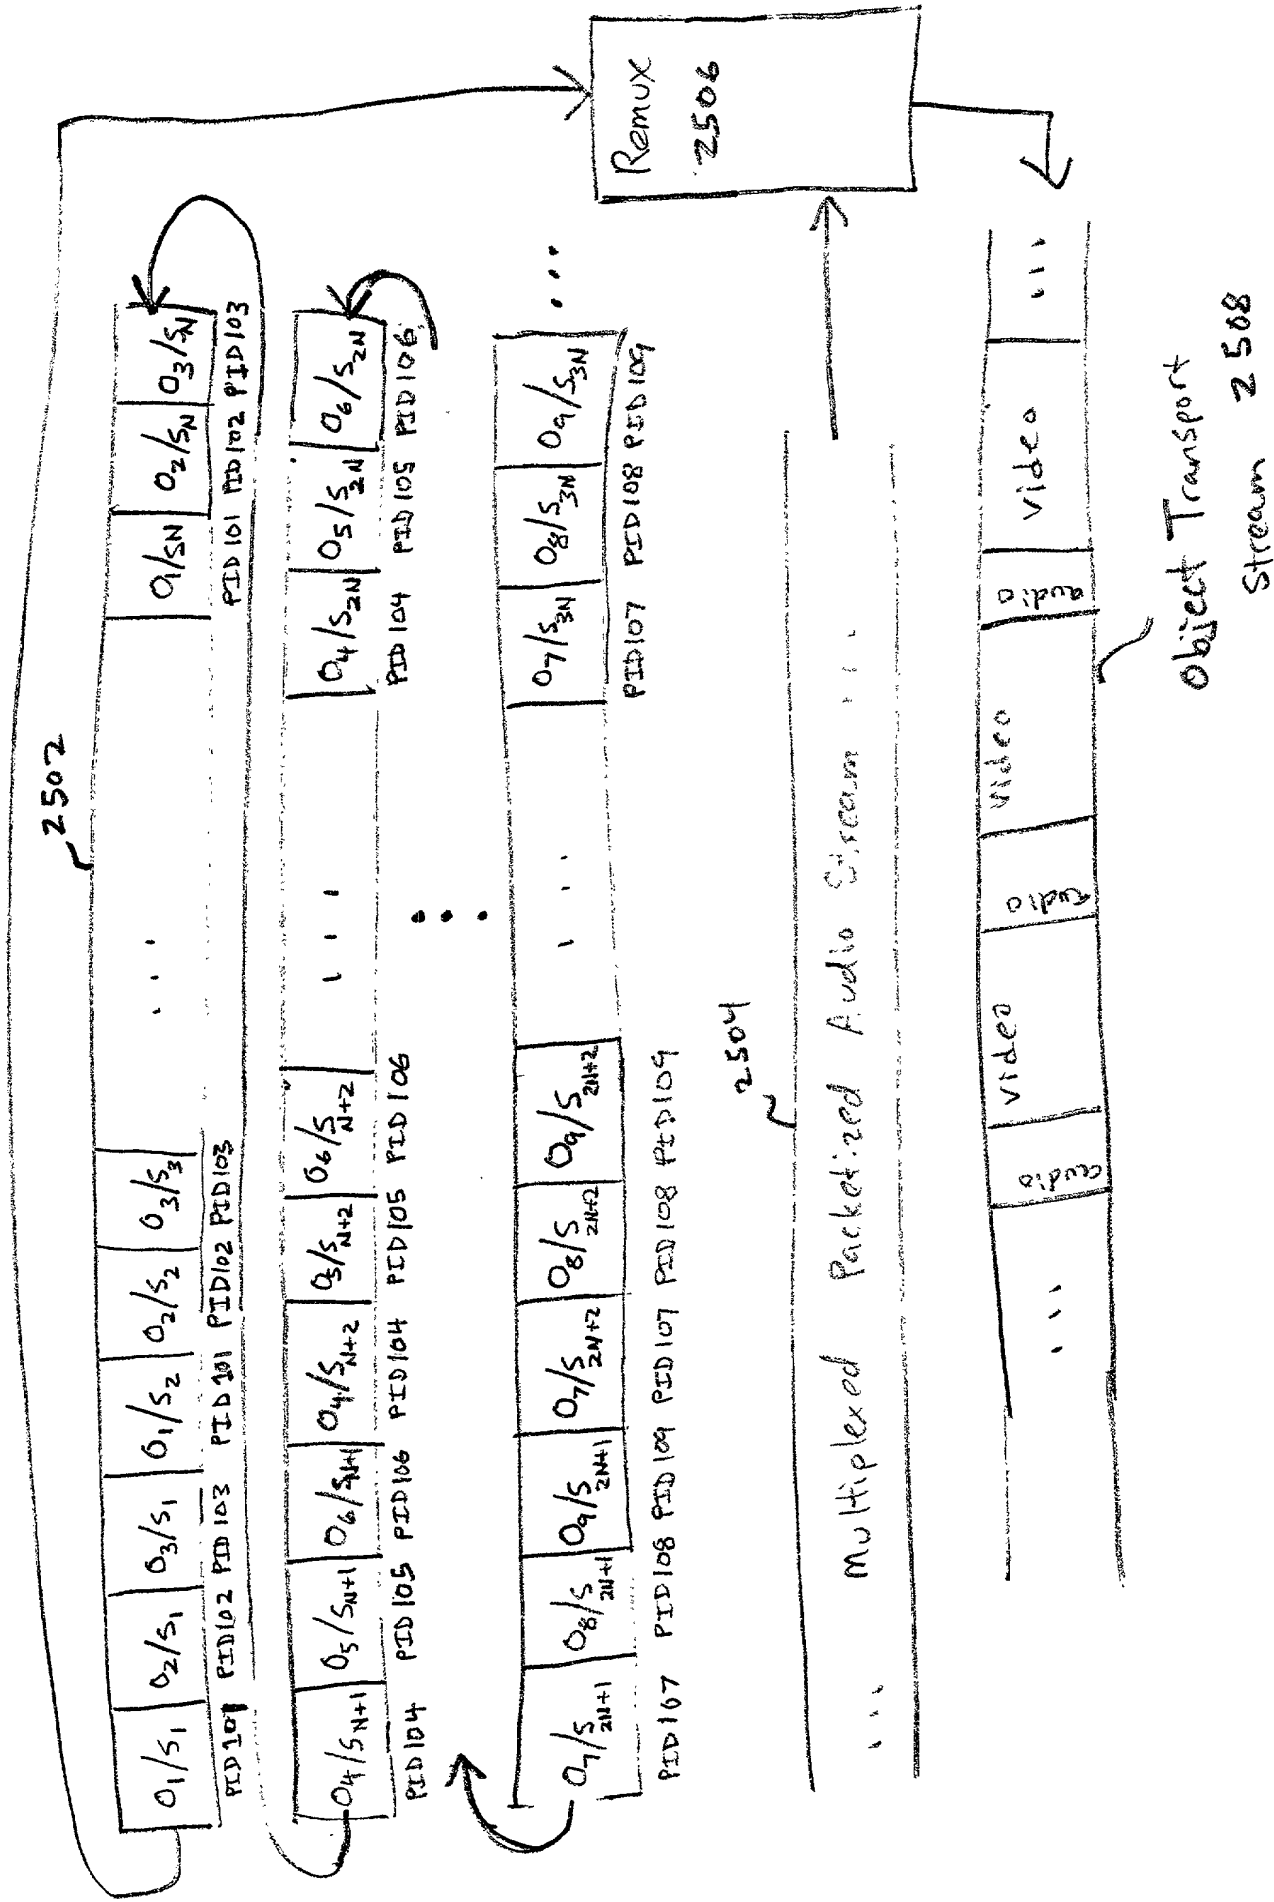 2502
O1/S1 O2/S1 O3/S1 O1/S2 O2/S2 O3/S3 ... O1/SN O2/SN O3/SN
PID101 PID102 PID103 PID101 PID102 PID103 PID101 PID102 PID103
O4/SN+1 O5/SN+1 O6/SN+1 O4/SN+2 O5/SN+2 O6/SN+2 ... O4/S2N O5/S2N O6/S2N
PID104 PID105 PID106 PID104 PID105 PID106 PID104 PID105 PID106
...
O7/S2N+1 O8/S2N+1 O9/S2N+1 O7/S2N+2 O8/S2N+2 O9/S2N+2 ... O7/S3N O8/S3N O9/S3N ...
PID107 PID108 PID109 PID107 PID108 PID109 PID107 PID108 PID109
Remux
2506
2504
... Multiplexed Packetized Audio Stream ...
... audio video audio video audio video ...
Object Transport
Stream 2508